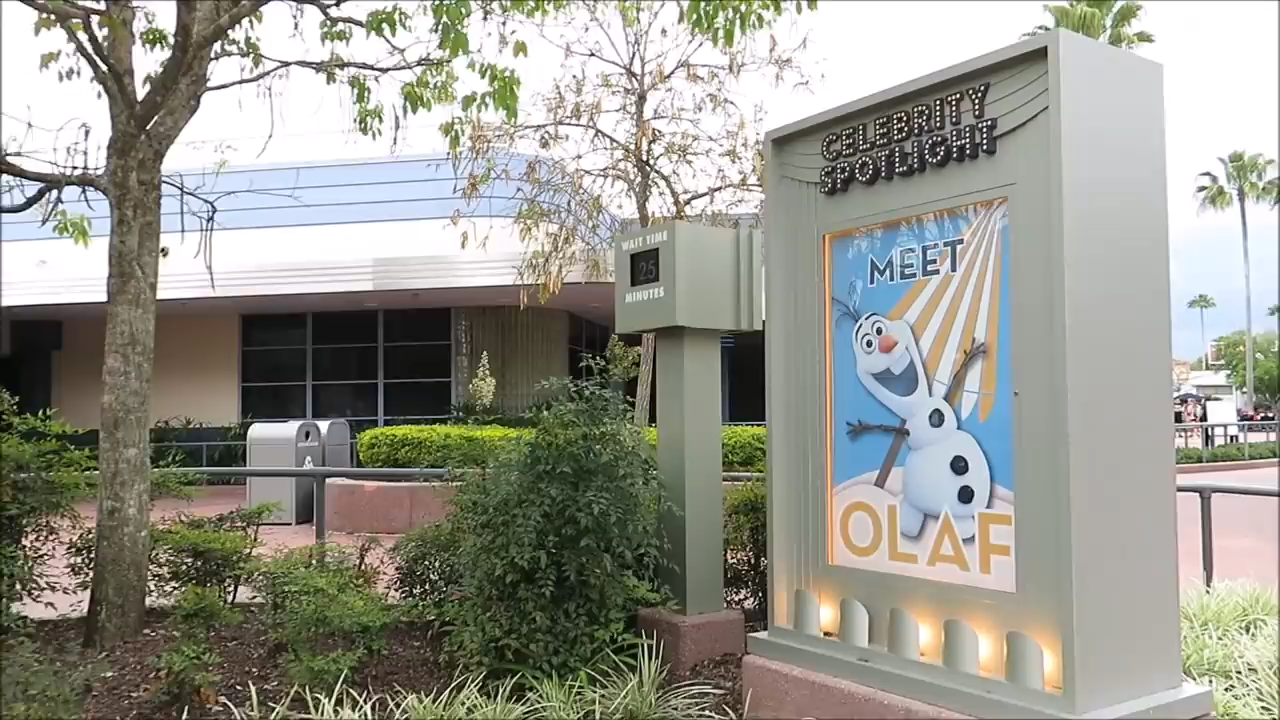 CELEBRITY
SPOTLIGHT
WAIT TIME
25
MINUTES
MEET
OLAF